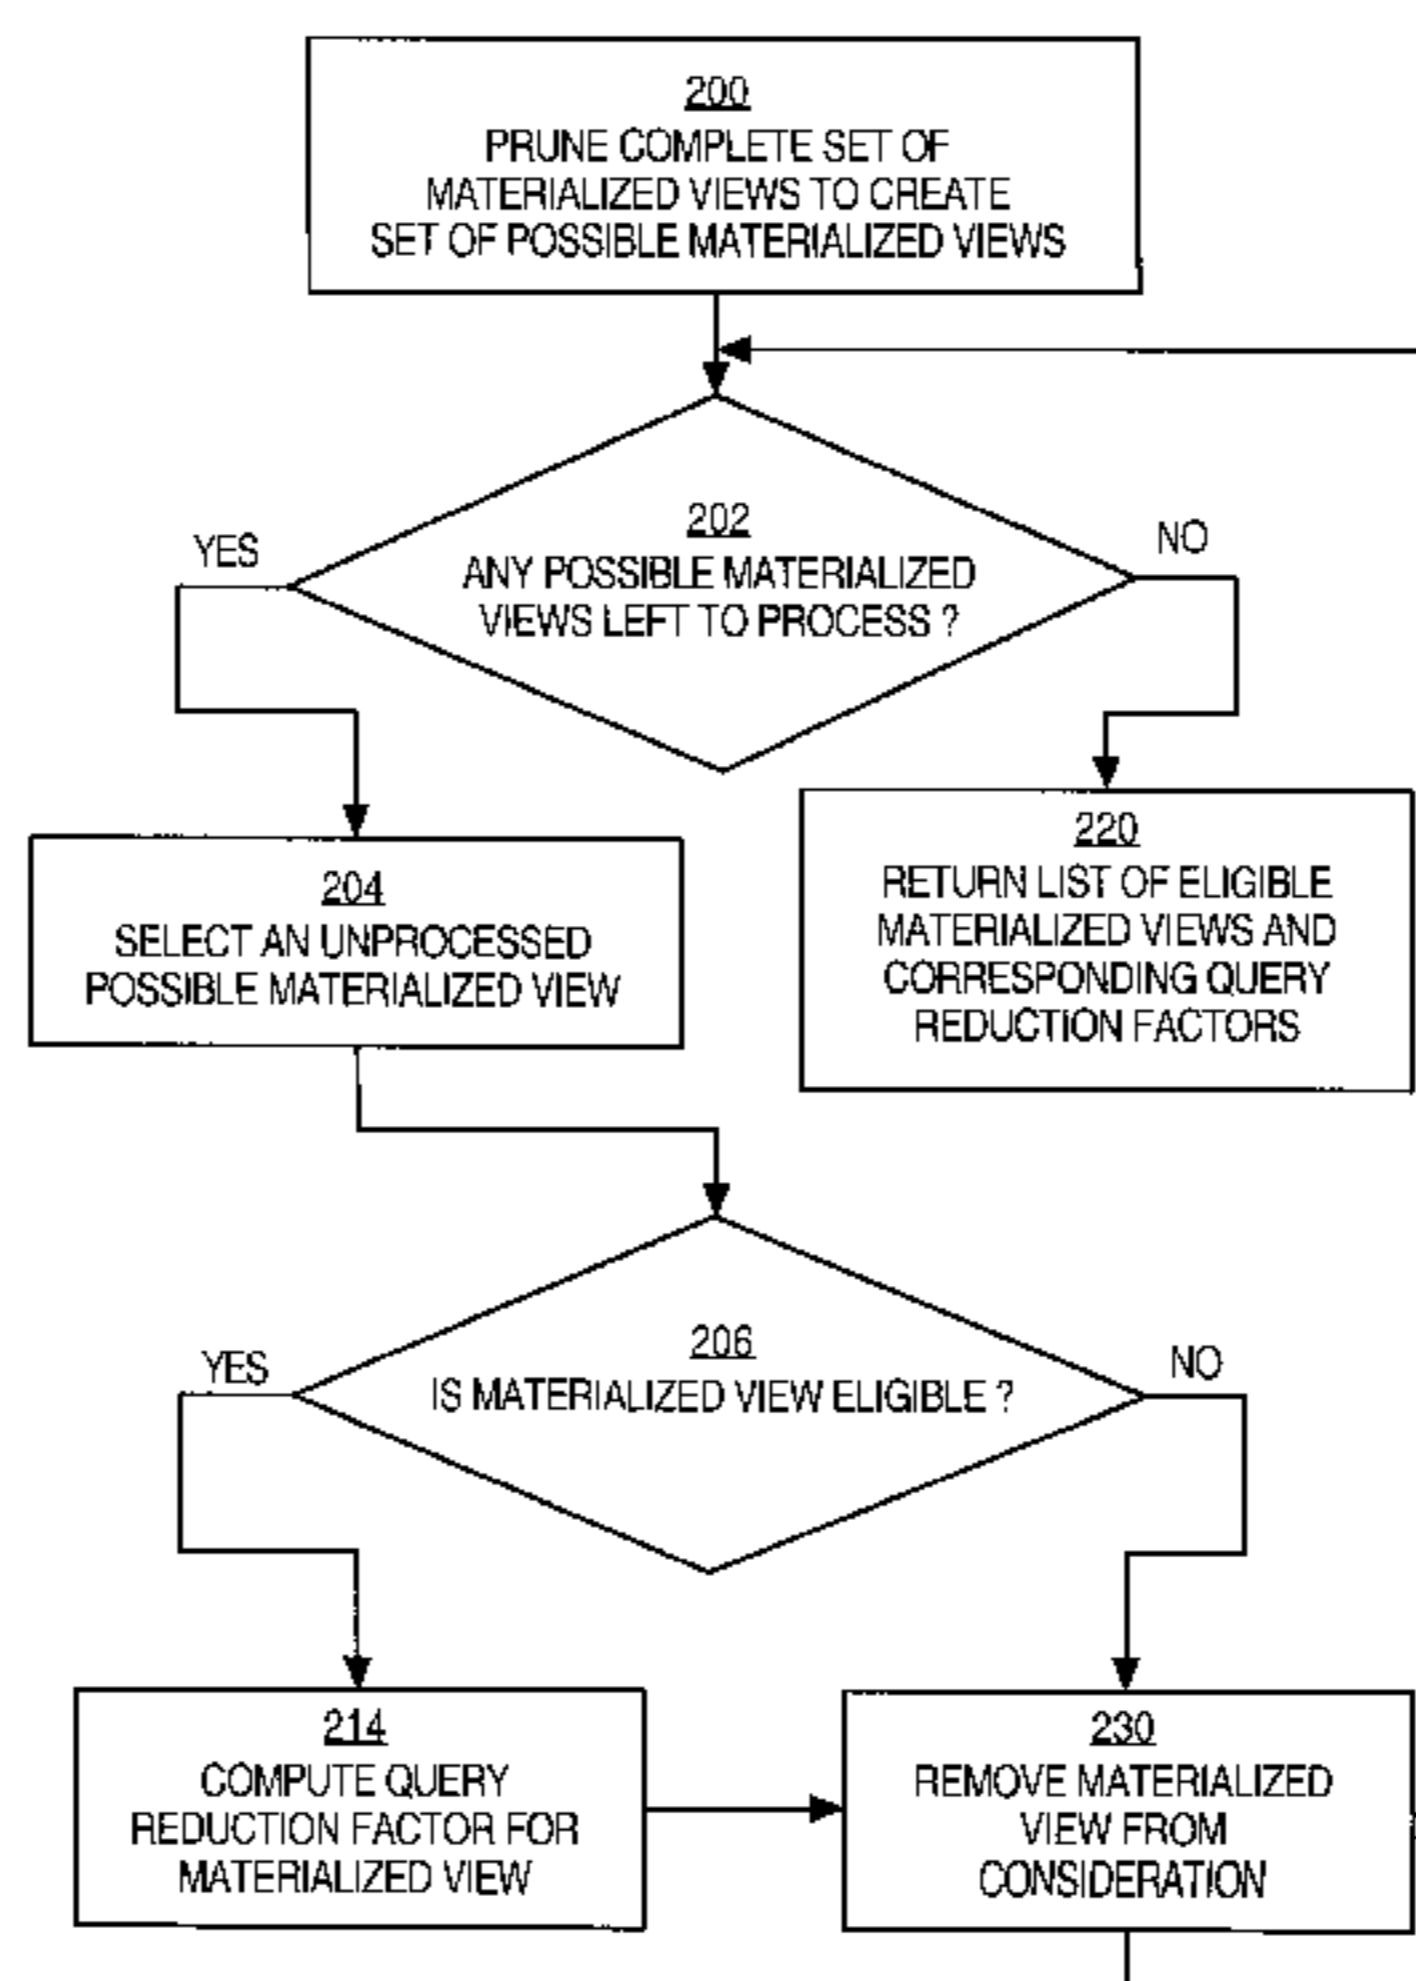 200
PRUNE COMPLETE SET OF
MATERIALIZED VIEWS TO CREATE
SET OF POSSIBLE MATERIALIZED VIEWS
202
ANY POSSIBLE MATERIALIZED
VIEWS LEFT TO PROCESS ?
YES
NO
204
SELECT AN UNPROCESSED
POSSIBLE MATERIALIZED VIEW
220
RETURN LIST OF ELIGIBLE
MATERIALIZED VIEWS AND
CORRESPONDING QUERY
REDUCTION FACTORS
206
IS MATERIALIZED VIEW ELIGIBLE ?
YES
NO
214
COMPUTE QUERY
REDUCTION FACTOR FOR
MATERIALIZED VIEW
230
REMOVE MATERIALIZED
VIEW FROM
CONSIDERATION